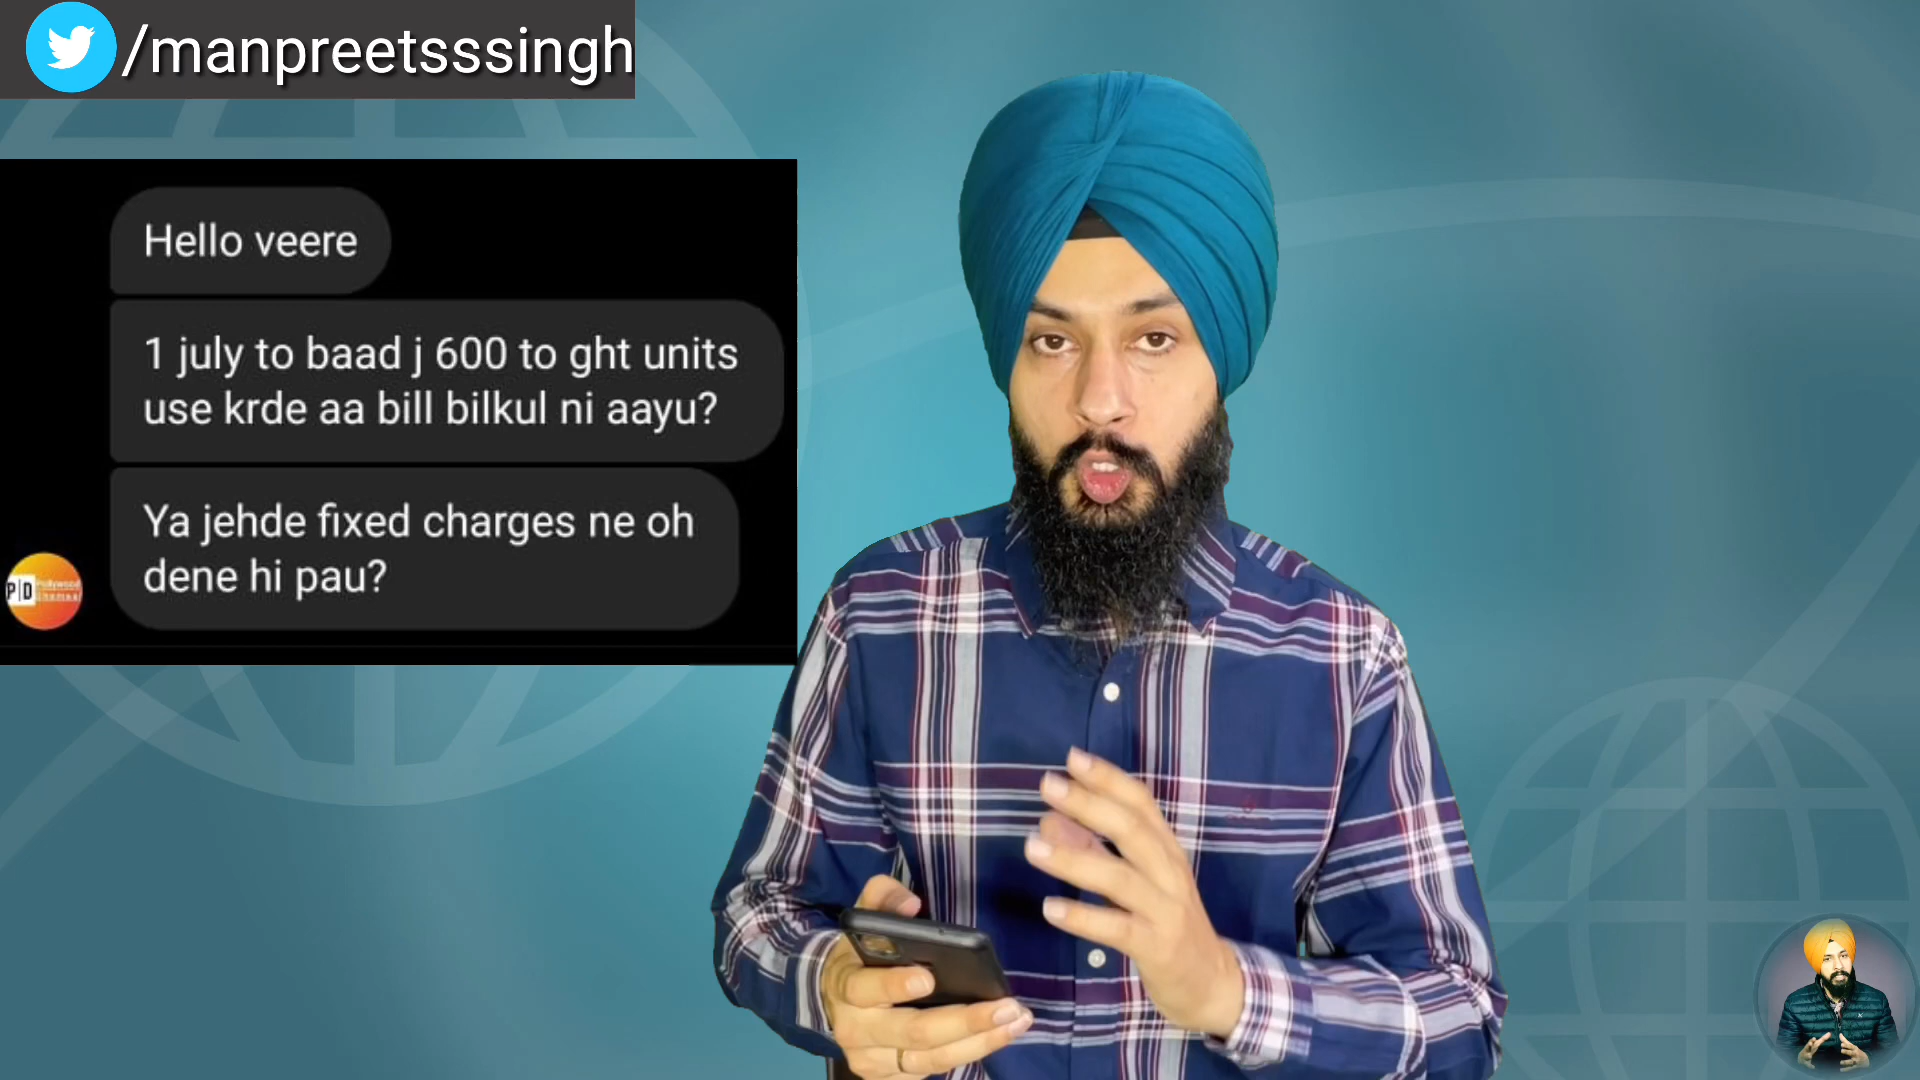 /manpreetsssingh
Hello veere
1 july to baad j 600 to ght units
use krde aa bill bilkul ni aayu?
Ya jehde fixed charges ne oh
dene hi pau?
P|D